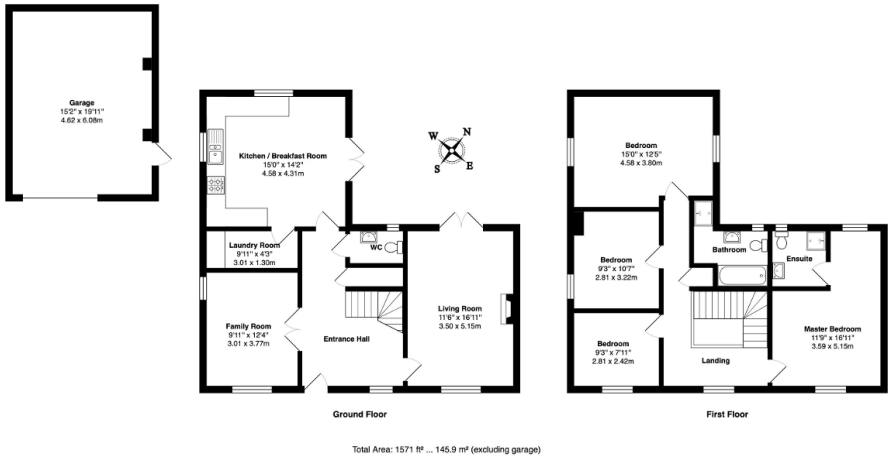 Garage
15'2" x 19'11"
4.62 x 6.08m
Kitchen / Breakfast Room
15'0" x 14'2"
4.58 x 4.31m
W
N
S
E
WC
Laundry Room
9'11" x 4'3"
3.01 x 1.30m
Family Room
9'11" x 12'4"
3.01 x 3.77m
Entrance Hall
Living Room
11'6" x 16'11"
3.50 x 5.15m
Ground Floor
Bedroom
15'0" x 12'5"
4.58 x 3.80m
Bedroom
9'3" x 10'7"
2.81 x 3.22m
Bathroom
Ensuite
Bedroom
9'3" x 7'11"
2.81 x 2.42m
Landing
Master Bedroom
11'9" x 16'11"
3.59 x 5.15m
First Floor
Total Area: 1571 ft² ... 145.9 m² (excluding garage)